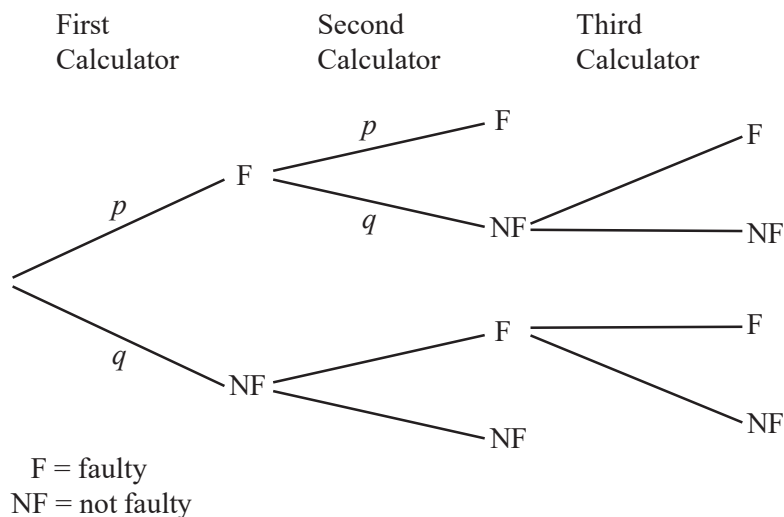 First Calculator
Second Calculator
Third Calculator
p
F
p
F
q
NF
F
NF
q
NF
F
F
NF
NF
F = faulty
NF = not faulty